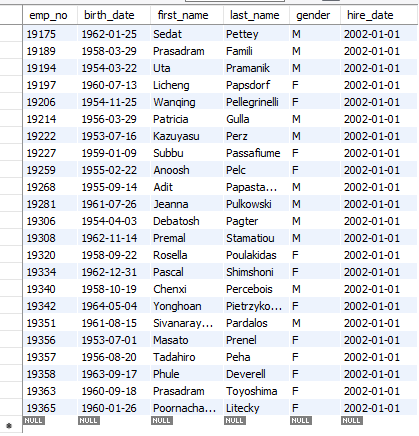 emp_no birth_date first_name last_name gender hire_date
19175 1962-01-25 Sedat Pettey M 2002-01-01
19189 1958-03-29 Prasadram Famili M 2002-01-01
19194 1954-03-22 Uta Pramanik M 2002-01-01
19197 1960-07-13 Licheng Papsdorf F 2002-01-01
19206 1954-11-25 Wanqing Pellegrinelli F 2002-01-01
19214 1956-03-29 Patricia Gulla M 2002-01-01
19222 1953-07-16 Kazuyasu Perz M 2002-01-01
19227 1959-01-09 Subbu Passafiume F 2002-01-01
19259 1955-02-22 Anoosh Pelc F 2002-01-01
19268 1955-09-14 Adit Papasta... M 2002-01-01
19281 1961-07-26 Jeanna Pulkowski M 2002-01-01
19306 1954-04-03 Debatosh Pagter M 2002-01-01
19308 1962-11-14 Premal Stamatiou M 2002-01-01
19320 1958-09-22 Rosella Poulakidas F 2002-01-01
19334 1962-12-31 Pascal Shimshoni F 2002-01-01
19340 1958-10-19 Chenxi Percebois M 2002-01-01
19342 1964-05-04 Yonghoan Pietrzyko... F 2002-01-01
19351 1961-08-15 Sivanaray... Pardalos M 2002-01-01
19356 1953-07-01 Masato Prenel F 2002-01-01
19357 1956-08-20 Tadahiro Peha F 2002-01-01
19358 1963-09-17 Phule Deverell F 2002-01-01
19363 1960-09-18 Prasadram Toyoshima F 2002-01-01
19365 1960-01-26 Poornacha... Litecky F 2002-01-01
NULL NULL NULL NULL NULL NULL